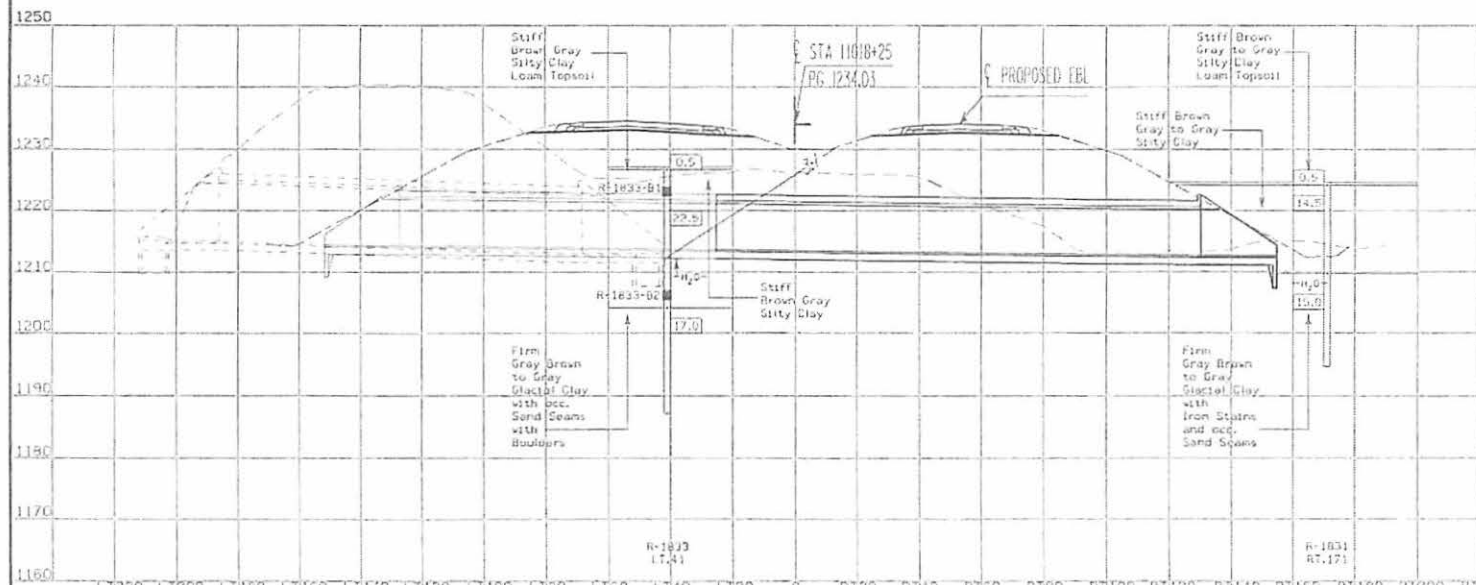 1250
1240
1230
1220
1210
1200
1190
1180
1170
1160
Stiff
Brown Gray
Silty Clay
Loam Topsoil
℄ STA 11018+25
PG 1234.03
℄ PROPOSED EBL
Stiff Brown
Gray to Gray
Silty Clay
Loam Topsoil
Stiff Brown
Gray to Gray
Silty Clay
0.5
R-1833-B1
22.5
H₂O
R-1833-B2
17.0
Stiff
Brown Gray
Silty Clay
0.5
14.5
H₂O
15.0
Firm
Gray Brown
to Gray
Glacial Clay
with occ.
Sand Seams
with
Boulders
Firm
Gray Brown
to Gray
Glacial Clay
with
Iron Stains
and occ.
Sand Seams
R-1833
LT.41
R-1831
RT.171